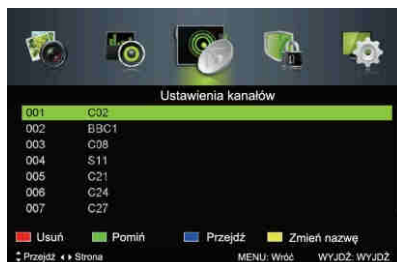 Ustawienia kanałów
001 C02
002 BBC1
003 C08
004 S11
005 C21
006 C24
007 C27
Usuń Pomiń Przejdź Zmień nazwę
Przejdź Strona MENU: Wróć WYJDŹ: WYJDŹ